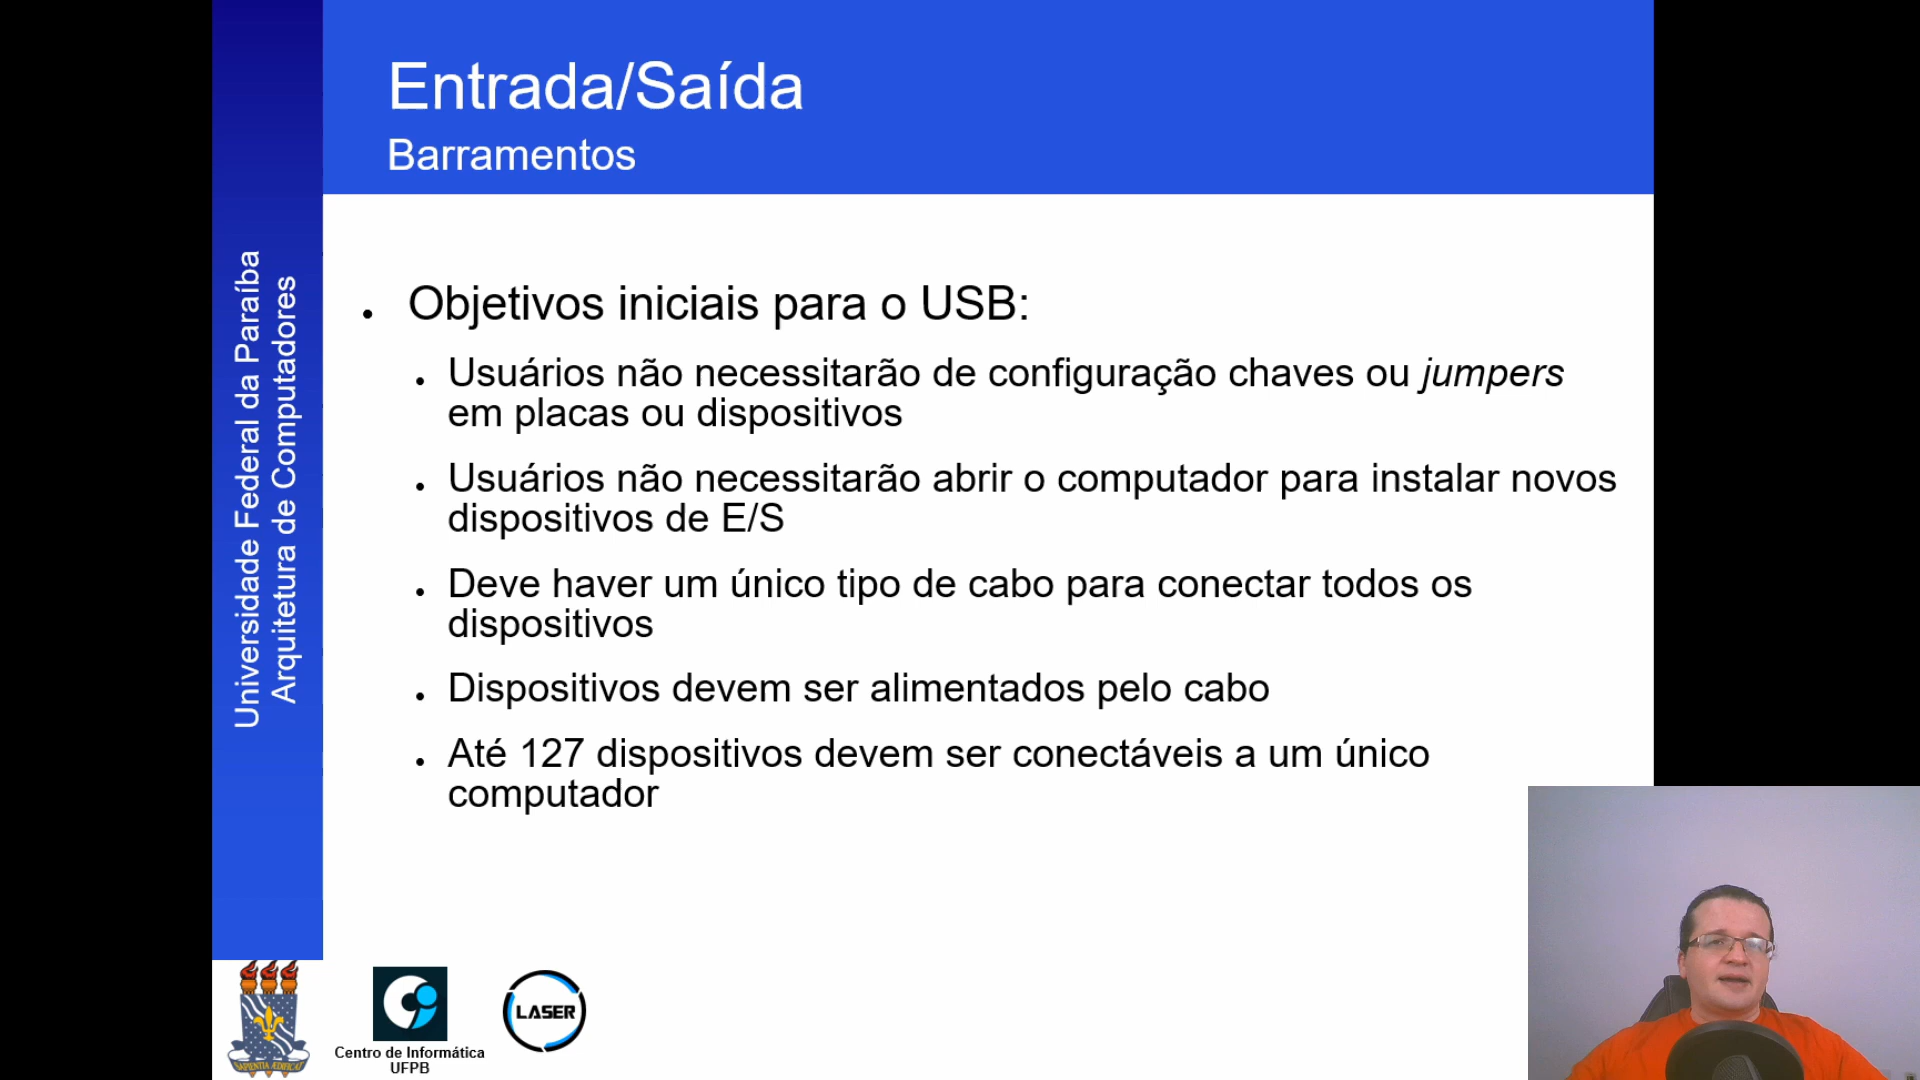 Entrada/Saída
Barramentos
Universidade Federal da Paraíba
Arquitetura de Computadores
Objetivos iniciais para o USB:
Usuários não necessitarão de configuração chaves ou jumpers
em placas ou dispositivos
Usuários não necessitarão abrir o computador para instalar novos
dispositivos de E/S
Deve haver um único tipo de cabo para conectar todos os
dispositivos
Dispositivos devem ser alimentados pelo cabo
Até 127 dispositivos devem ser conectáveis a um único
computador
SAPIENTIA ÆDIFICAT
Centro de Informática
UFPB
LASER